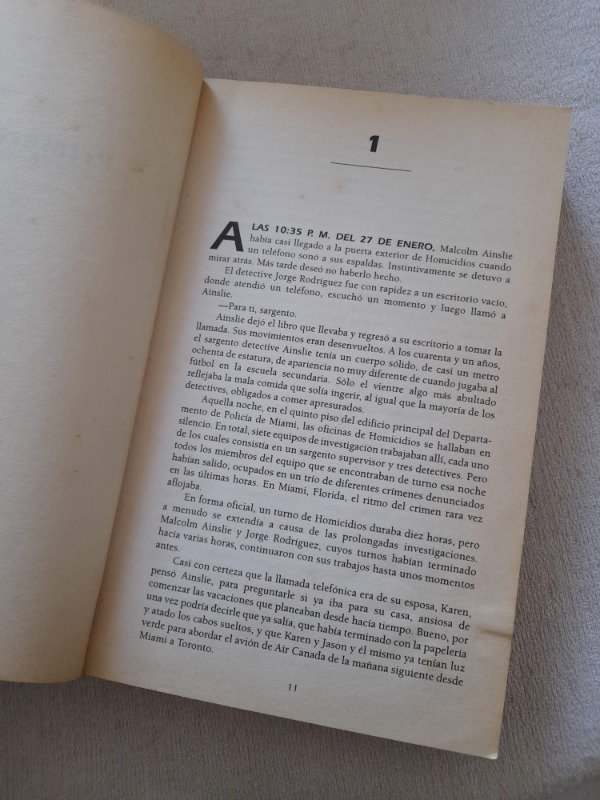 1
A LAS 10:35 P. M. DEL 27 DE ENERO, Malcolm Ainslie
había casi llegado a la puerta exterior de Homicidios cuando
un teléfono sonó a sus espaldas. Instintivamente se detuvo a
mirar atrás. Más tarde deseó no haberlo hecho.
El detective Jorge Rodríguez fue con rapidez a un escritorio vacío,
donde atendió un teléfono, escuchó un momento y luego llamó a
Ainslie.
—Para ti, sargento.
Ainslie dejó el libro que llevaba y regresó a su escritorio a tomar la
llamada. Sus movimientos eran desenvueltos. A los cuarenta y un años,
el sargento detective Ainslie tenía un cuerpo sólido, de casi un metro
ochenta de estatura, de apariencia no muy diferente de cuando jugaba al
fútbol en la escuela secundaria. Sólo el vientre algo más abultado
reflejaba la mala comida que solía ingerir, al igual que la mayoría de los
detectives, obligados a comer apresurados.
Aquella noche, en el quinto piso del edificio principal del Departa-
mento de Policía de Miami, las oficinas de Homicidios se hallaban en
silencio. En total, siete equipos de investigacion trabajaban allí, cada uno
de los cuales consistía en un sargento supervisor y tres detectives. Pero
todos los miembros del equipo que se encontraban de turno esa noche
habían salido, ocupados en un trío de diferentes crímenes denunciados
en las últimas horas. En Miami, Florida, el ritmo del crimen rara vez
aflojaba.
En forma oficial, un turno de Homicidios duraba diez horas, pero
a menudo se extendía a causa de las prolongadas investigaciones.
Malcolm Ainslie y Jorge Rodríguez, cuyos turnos habían terminado
hacía varias horas, continuaron con sus trabajos hasta unos momentos
antes.
Casi con certeza que la llamada telefónica era de su esposa, Karen,
pensó Ainslie, para preguntarle si ya iba para su casa, ansiosa de
comenzar las vacaciones que planeaban desde hacía tiempo. Bueno, por
una vez podría decirle que ya salía, que había terminado con la papelería
y atado los cabos sueltos, y que Karen y Jason y él mismo ya tenían luz
verde para abordar el avión de Air Canada de la mañana siguiente desde
Miami a Toronto.
11